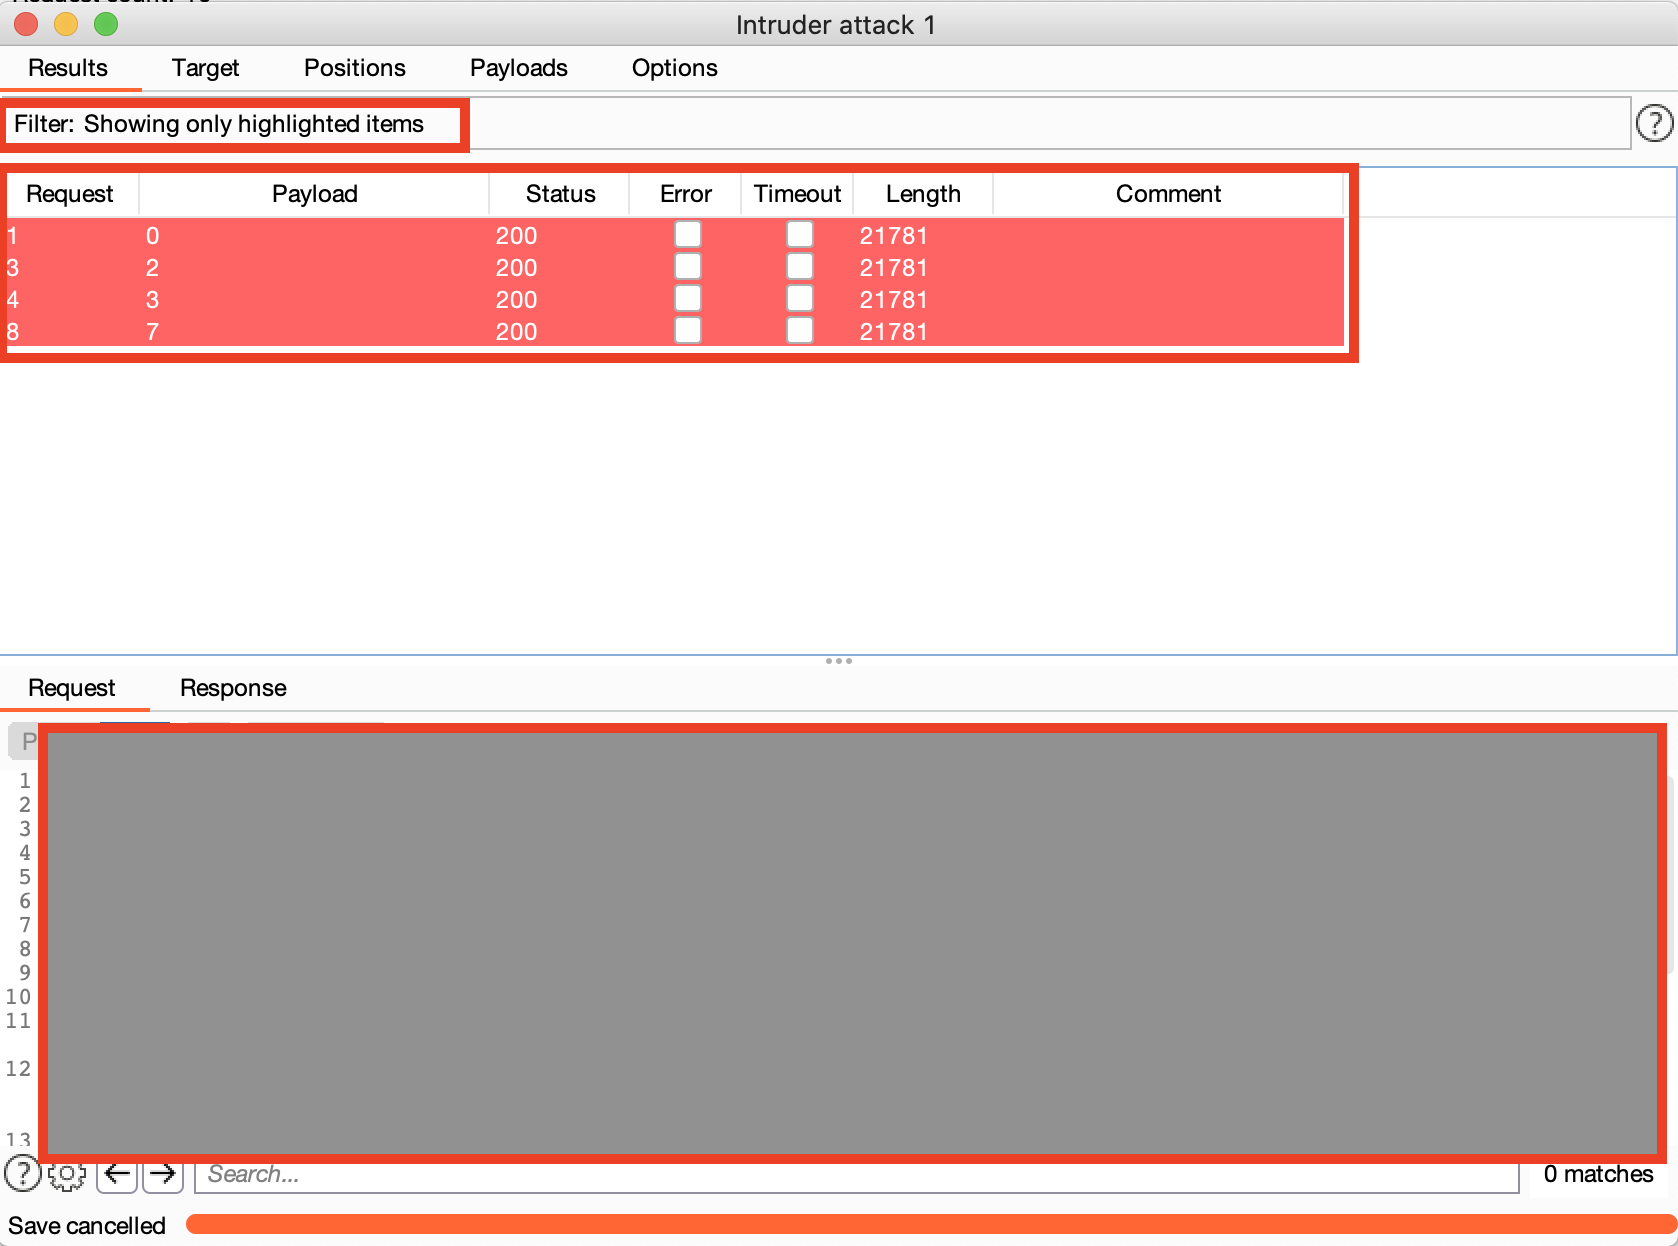 Intruder attack 1
Results Target Positions Payloads Options
Filter: Showing only highlighted items ?
Request Payload Status Error Timeout Length Comment
1 0 200 21781
3 2 200 21781
4 3 200 21781
8 7 200 21781
Request Response
P
1
2
3
4
5
6
7
8
9
10
11
12
13
? Search... 0 matches
Save cancelled